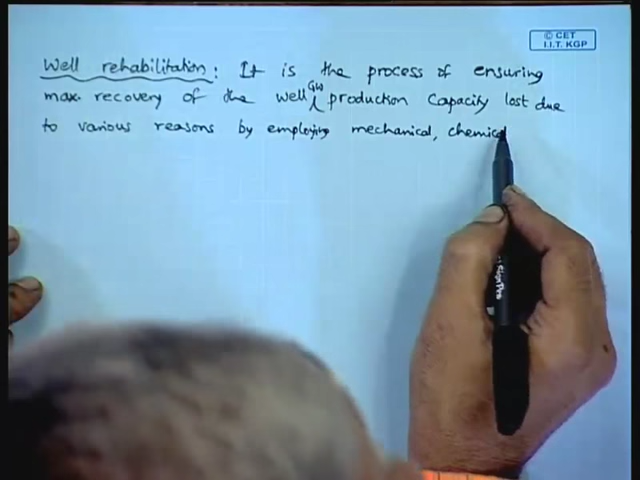 © CET
I.I.T. KGP
Well rehabilitation: It is the process of ensuring
max. recovery of the well GW production capacity lost due
to various reasons by employing mechanical, chemical